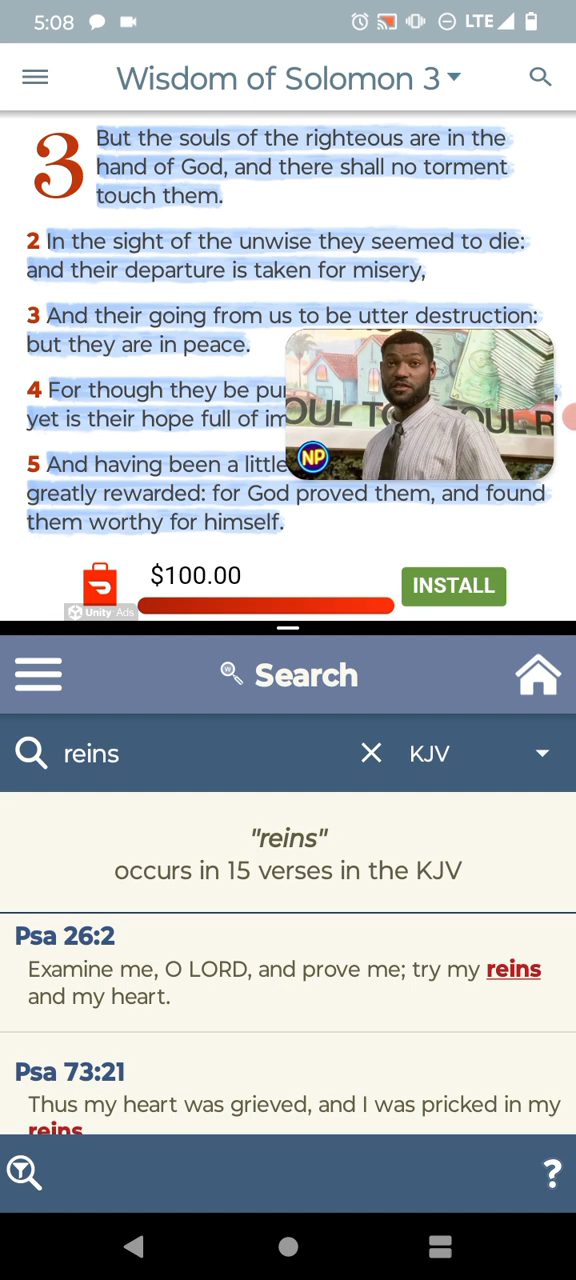 5:08
LTE
Wisdom of Solomon 3
3 But the souls of the righteous are in the
hand of God, and there shall no torment
touch them.
2 In the sight of the unwise they seemed to die:
and their departure is taken for misery,
3 And their going from us to be utter destruction:
but they are in peace.
4 For though they be
yet is their hope full of
OUL TO OUL R
NP
5 And having been a little
greatly rewarded: for God proved them, and found
them worthy for himself.
$100.00
INSTALL
Unity Ads
Search
reins
KJV
"reins"
occurs in 15 verses in the KJV
Psa 26:2
Examine me, O LORD, and prove me; try my reins
and my heart.
Psa 73:21
Thus my heart was grieved, and I was pricked in my
reins
?